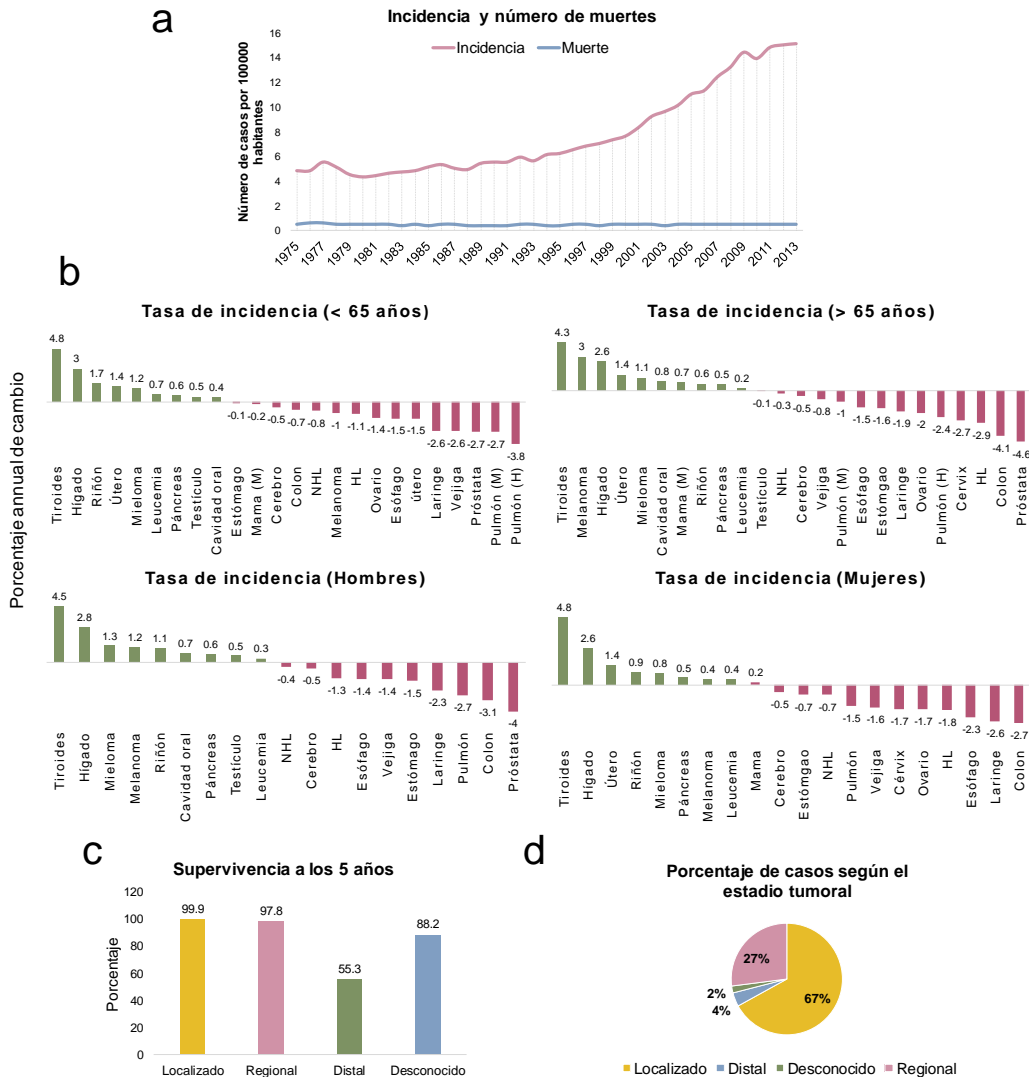 a
Incidencia y número de muertes
Incidencia Muerte
Número de casos por 100000
habitantes
16
14
12
10
8
6
4
2
0
1975 1977 1979 1981 1983 1985 1987 1989 1991 1993 1995 1997 1999 2001 2003 2005 2007 2009 2011 2013
b
Porcentaje anual de cambio
Tasa de incidencia (< 65 años)
4.8 3 1.7 1.4 1.2 0.7 0.6 0.5 0.4 -0.1 -0.2 -0.5 -0.7 -0.8 -1 -1.1 -1.4 -1.5 -1.5 -2.6 -2.6 -2.7 -2.7 -3.8
Tiroides Hígado Riñón Útero Mieloma Leucemia Páncreas Testículo Cavidad oral Estómago Mama (M) Cerebro Colon NHL Melanoma HL Ovario Esófago útero Laringe Vejiga Próstata Pulmón (M) Pulmón (H)
Tasa de incidencia (> 65 años)
4.3 3 2.6 1.4 1.1 0.8 0.7 0.6 0.5 0.2 -0.1 -0.3 -0.5 -0.8 -1 -1.5 -1.6 -1.9 -2 -2.4 -2.7 -2.9 -4.1 -4.6
Tiroides Melanoma Hígado Útero Mieloma Cavidad oral Mama (M) Riñón Páncreas Leucemia Testículo NHL Cerebro Vejiga Pulmón (M) Esófago Estómgao Laringe Ovario Pulmón (H) Cervix HL Colon Próstata
Tasa de incidencia (Hombres)
4.5 2.8 1.3 1.2 1.1 0.7 0.6 0.5 0.3 -0.4 -0.5 -1.3 -1.4 -1.4 -1.5 -2.3 -2.7 -3.1 -4
Tiroides Hígado Mieloma Melanoma Riñón Cavidad oral Páncreas Testículo Leucemia NHL Cerebro HL Esófago Vejiga Estómago Laringe Pulmón Colon Próstata
Tasa de incidencia (Mujeres)
4.8 2.6 1.4 0.9 0.8 0.5 0.4 0.4 0.2 -0.5 -0.7 -0.7 -1.5 -1.6 -1.7 -1.7 -1.8 -2.3 -2.6 -2.7
Tiroides Hígado Útero Riñón Mieloma Páncreas Melanoma Leucemia Mama Cerebro Estónfgao NHL Pulmón Vejiga Cérvix Ovario HL Esófago Laringe Colon
c
Supervivencia a los 5 años
Porcentaje
120
100
80
60
40
20
0
99.9 97.8 55.3 88.2
Localizado Regional Distal Desconocido
d
Porcentaje de casos según el
estadio tumoral
27%
2%
4%
67%
Localizado Distal Desconocido Regional